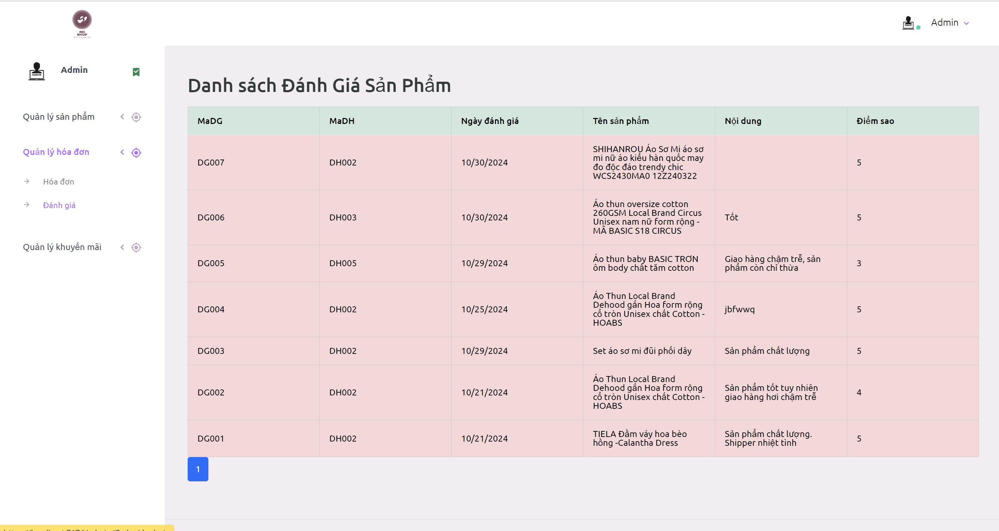 NH
SHOP
Admin
ADMIN
Admin
Quản lý sản phẩm
Quản lý hóa đơn
Hóa đơn
Đánh giá
Quản lý khuyến mãi
Danh sách Đánh Giá Sản Phẩm
MaDG MaDH Ngày đánh giá Tên sản phẩm Nội dung Điểm sao
DG007 DH002 10/30/2024 SHIHANROU Áo Sơ Mi áo sơ
mi nữ áo kiểu hàn quốc may
đo độc đáo trendy chic
WCS2430MA0 12Z240322
5
DG006 DH003 10/30/2024 Áo thun oversize cotton
260GSM Local Brand Circus
Unisex nam nữ form rộng -
MÃ BASIC S18 CIRCUS
Tốt
5
DG005 DH005 10/29/2024 Áo thun baby BASIC TRƠN
ôm body chất tăm cotton
Giao hàng chậm trễ, sản
phẩm còn chỉ thừa
3
DG004 DH002 10/25/2024 Áo Thun Local Brand
Dehood gắn Hoa form rộng
cổ tròn Unisex chất Cotton -
HOABS
jbfwwq
5
DG003 DH002 10/29/2024 Set áo sơ mi đũi phối dây Sản phẩm chất lượng 5
DG002 DH002 10/21/2024 Áo Thun Local Brand
Dehood gắn Hoa form rộng
cổ tròn Unisex chất Cotton -
HOABS
Sản phẩm tốt tuy nhiên
giao hàng hơi chậm trễ
4
DG001 DH002 10/21/2024 TIELA Đầm váy hoa bèo
hồng -Calantha Dress
Sản phẩm chất lượng.
Shipper nhiệt tình
5
1